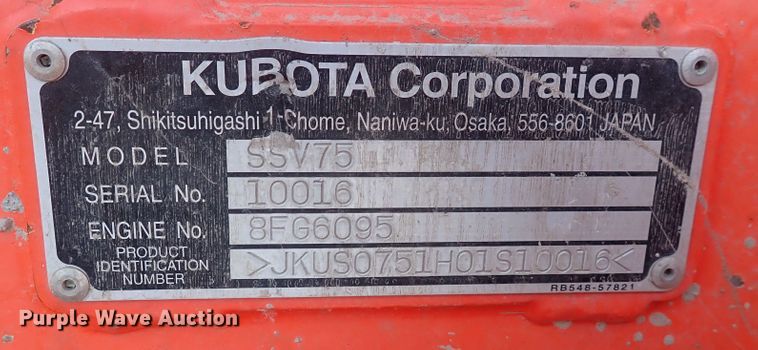 KUBOTA Corporation
2-47, Shikitsuhigashi 1-Chome, Naniwa-ku, Osaka, 556-8601 JAPAN
MODEL SSV75
SERIAL No. 10016
ENGINE No. 8FG6095
PRODUCT IDENTIFICATION NUMBER >JKUS0751H01S10016<
RB548-57821
Purple Wave Auction